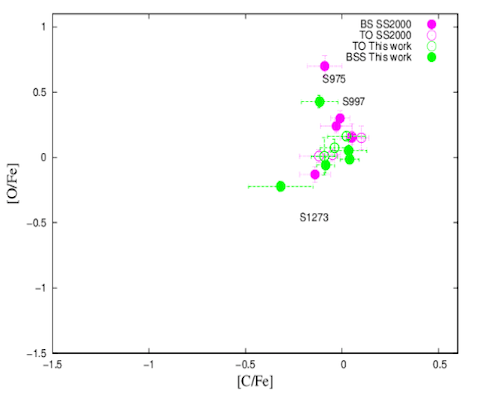 1
0.5
0
−0.5
−1
−1.5
[O/Fe]
BS SS2000
TO SS2000
TO This work
BSS This work
S975
S997
S1273
−1.5
−1
−0.5
0
0.5
[C/Fe]